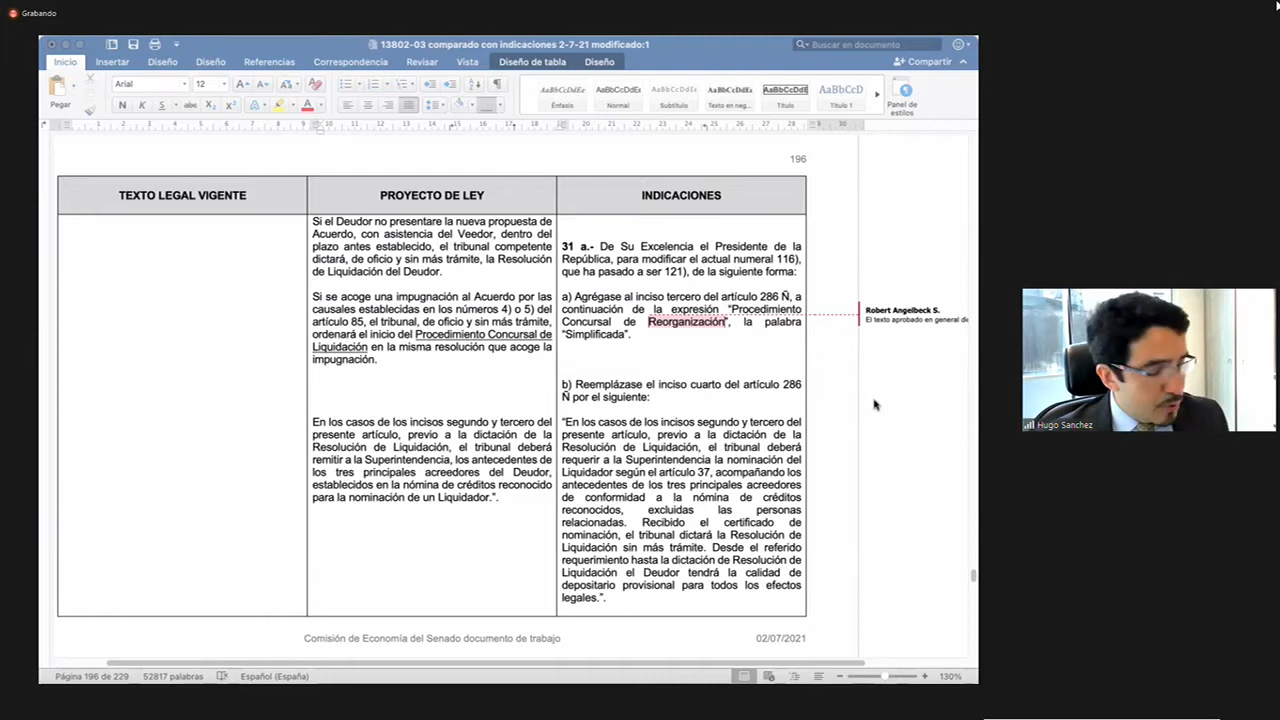 Grabando
13802-03 comparado con indicaciones 2-7-21 modificado:1
Buscar en documento
Inicio
Insertar
Diseño
Diseño
Referencias
Correspondencia
Revisar
Vista
Diseño de tabla
Diseño
Compartir
Pegar
Arial
12
N K S abc X₂ X²
AaBbCcDdEe
Énfasis
AaBbCcDdEe
Normal
AaBbCcDdEe
Subtítulo
AaBbCcDdEe
Texto en neg...
AaBbCcDdE
Título
AaBbCcD
Título 1
Panel de
estilos
196
TEXTO LEGAL VIGENTE
PROYECTO DE LEY
INDICACIONES
Si el Deudor no presentare la nueva propuesta de
Acuerdo, con asistencia del Veedor, dentro del
plazo antes establecido, el tribunal competente
dictará, de oficio y sin más trámite, la Resolución
de Liquidación del Deudor.
Si se acoge una impugnación al Acuerdo por las
causales establecidas en los números 4) o 5) del
artículo 85, el tribunal, de oficio y sin más trámite,
ordenará el inicio del Procedimiento Concursal de
Liquidación en la misma resolución que acoge la
impugnación.
En los casos de los incisos segundo y tercero del
presente artículo, previo a la dictación de la
Resolución de Liquidación, el tribunal deberá
remitir a la Superintendencia, los antecedentes de
los tres principales acreedores del Deudor,
establecidos en la nómina de créditos reconocido
para la nominación de un Liquidador.”.
31 a.- De Su Excelencia el Presidente de la
República, para modificar el actual numeral 116),
que ha pasado a ser 121), de la siguiente forma:
a) Agrégase al inciso tercero del artículo 286 Ñ, a
continuación de la expresión “Procedimiento
Concursal de Reorganización”, la palabra
“Simplificada”.
b) Reemplázase el inciso cuarto del artículo 286
Ñ por el siguiente:
“En los casos de los incisos segundo y tercero del
presente artículo, previo a la dictación de la
Resolución de Liquidación, el tribunal deberá
requerir a la Superintendencia la nominación del
Liquidador según el artículo 37, acompañando los
antecedentes de los tres principales acreedores
de conformidad a la nómina de créditos
reconocidos, excluidas las personas
relacionadas. Recibido el certificado de
nominación, el tribunal dictará la Resolución de
Liquidación sin más trámite. Desde el referido
requerimiento hasta la dictación de Resolución de
Liquidación el Deudor tendrá la calidad de
depositario provisional para todos los efectos
legales.”.
Robert Angelbeck S.
El texto aprobado en general de
Hugo Sanchez
Comisión de Economía del Senado documento de trabajo
02/07/2021
Página 196 de 229
52817 palabras
Español (España)
130%